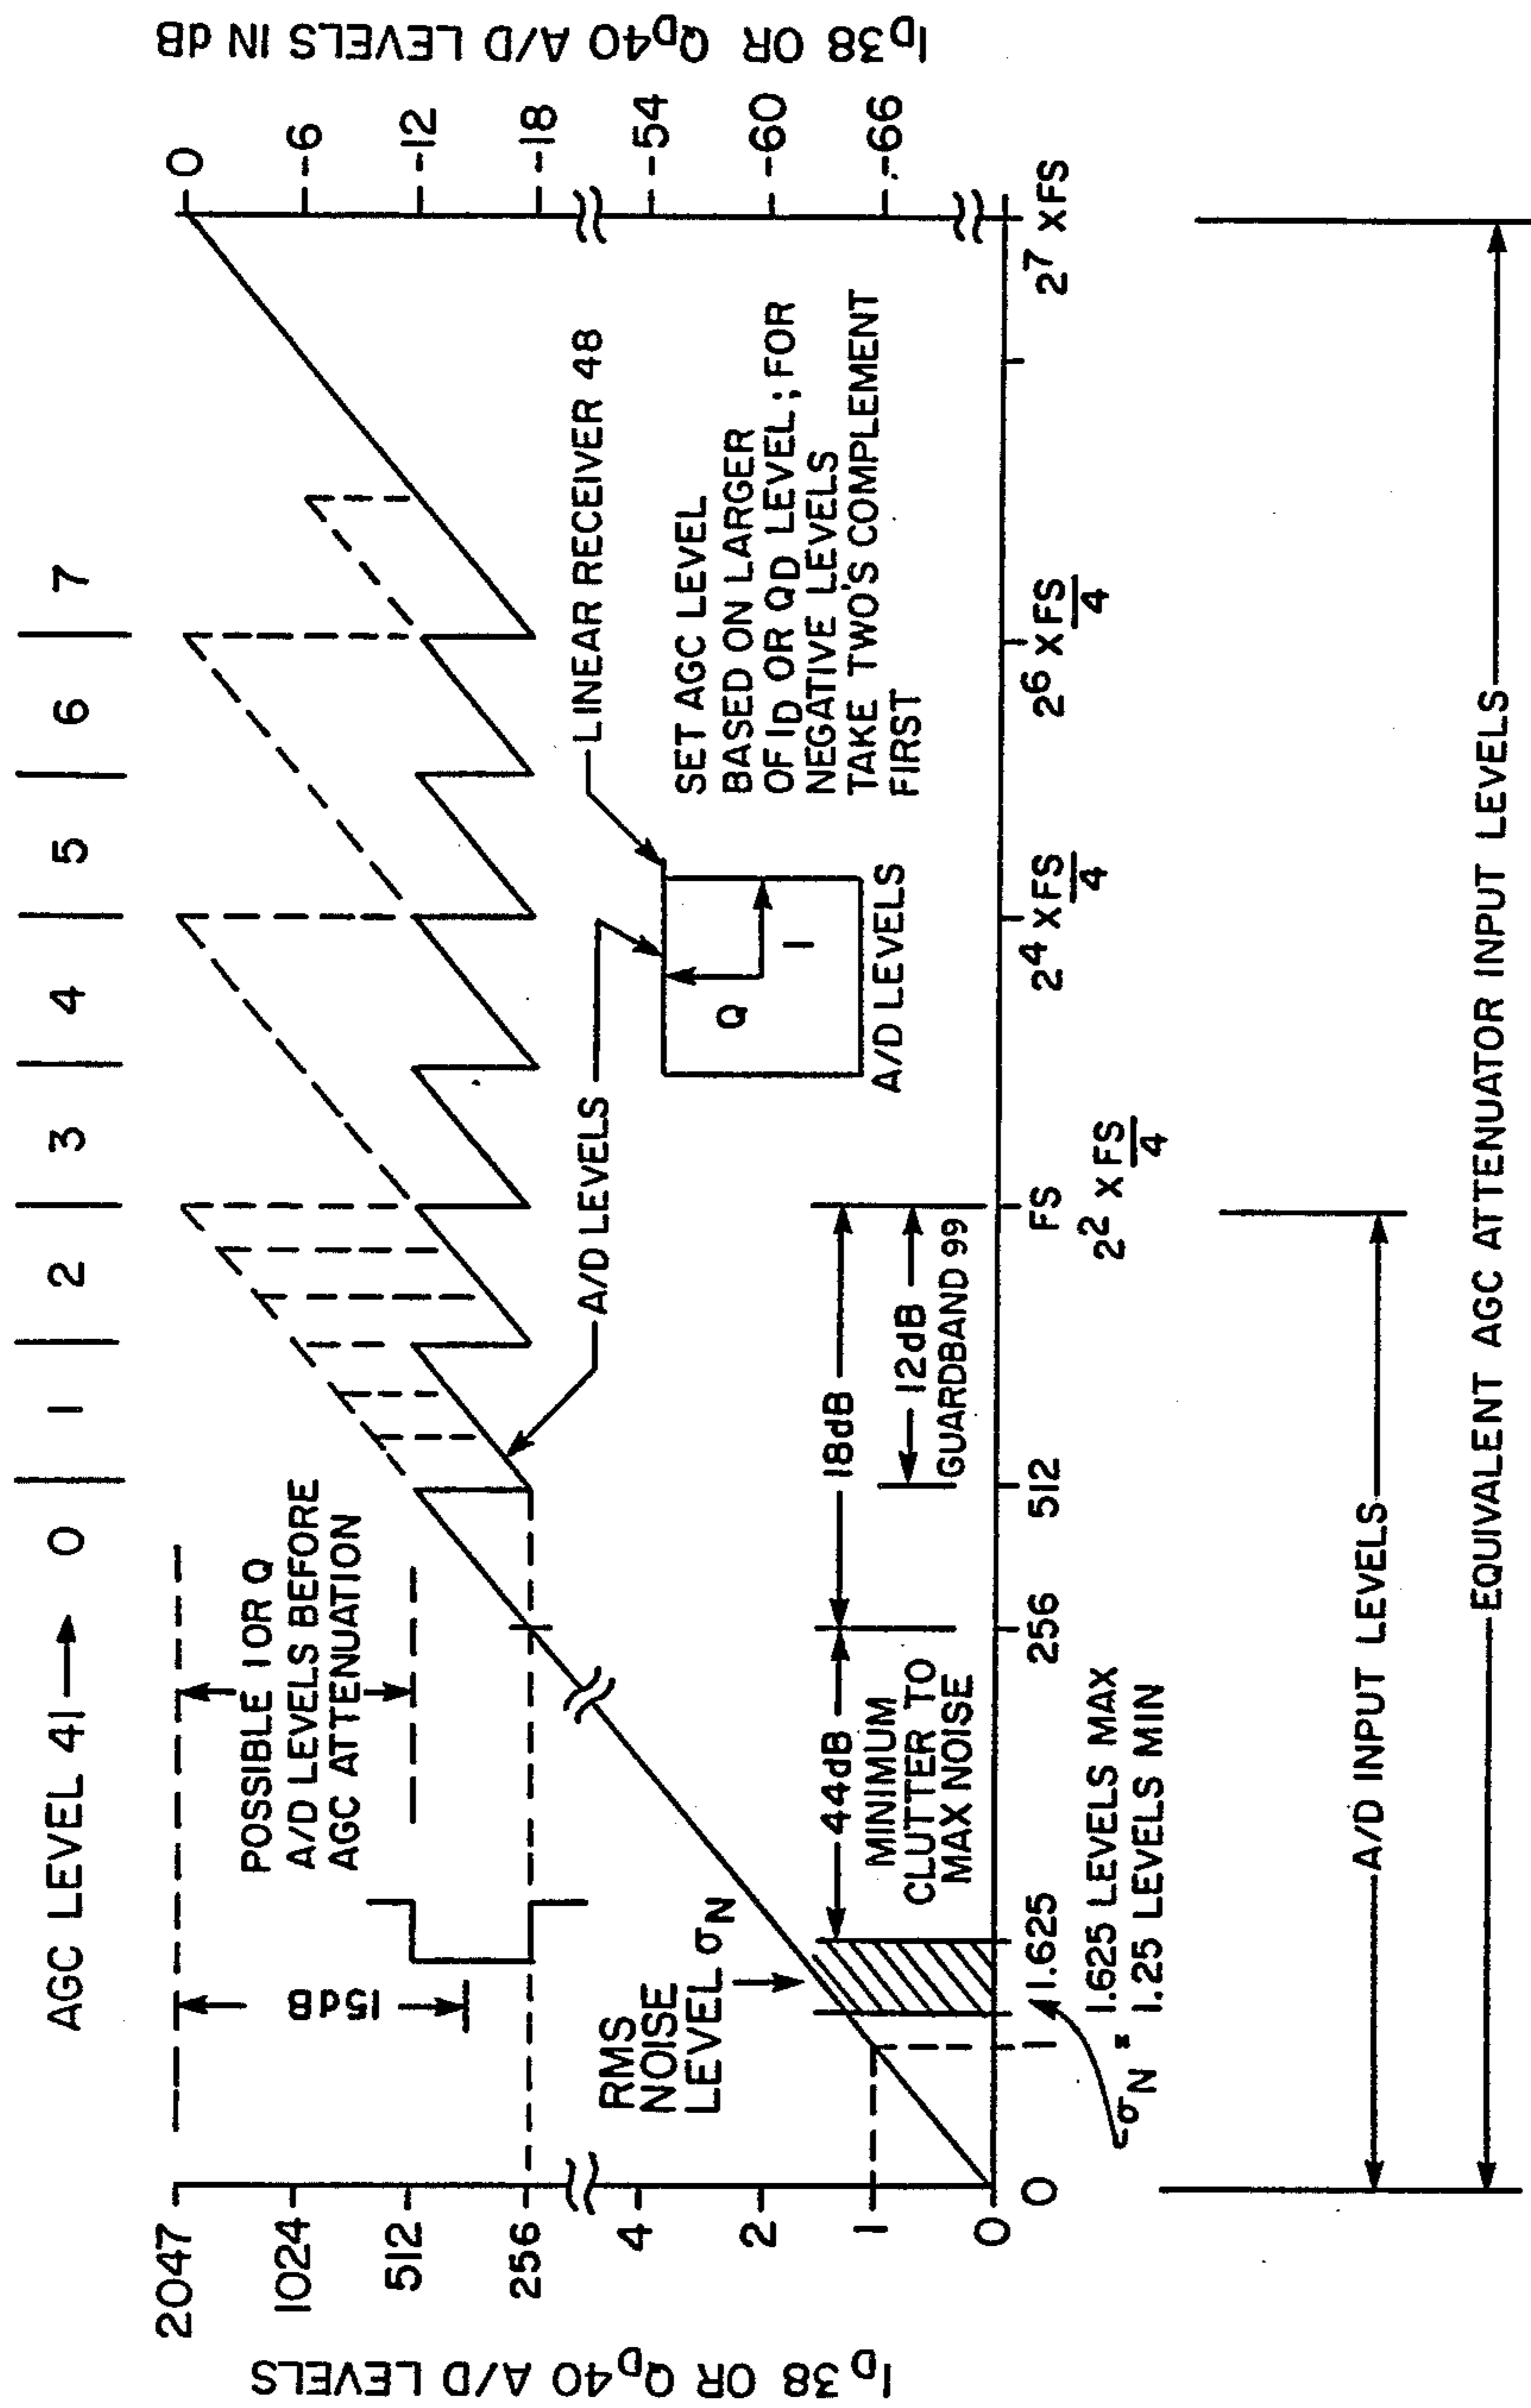 AGC LEVEL 41 → 0 | 1 | 2 | 3 | 4 | 5 | 6 | 7
I_D 38 OR Q_D 40 A/D LEVELS
2047
1024
512
256
4
2
1
0
I_D 38 OR Q_D 40 A/D LEVELS IN dB
0
-6
-12
-18
-54
-60
-66
15dB
POSSIBLE I OR Q
A/D LEVELS BEFORE
AGC ATTENUATION
A/D LEVELS
LINEAR RECEIVER 48
RMS
NOISE
LEVEL σN
Q
I
A/D LEVELS
SET AGC LEVEL
BASED ON LARGER
OF ID OR QD LEVEL; FOR
NEGATIVE LEVELS
TAKE TWO'S COMPLEMENT
FIRST
44dB
MINIMUM
CLUTTER TO
MAX NOISE
18dB
12dB
GUARDBAND 99
0
1
1.625
256
512
FS
2² X FS/4
2⁴ X FS/4
2⁶ X FS/4
2⁷ X FS
σN = 1.625 LEVELS MAX
1.25 LEVELS MIN
A/D INPUT LEVELS
EQUIVALENT AGC ATTENUATOR INPUT LEVELS